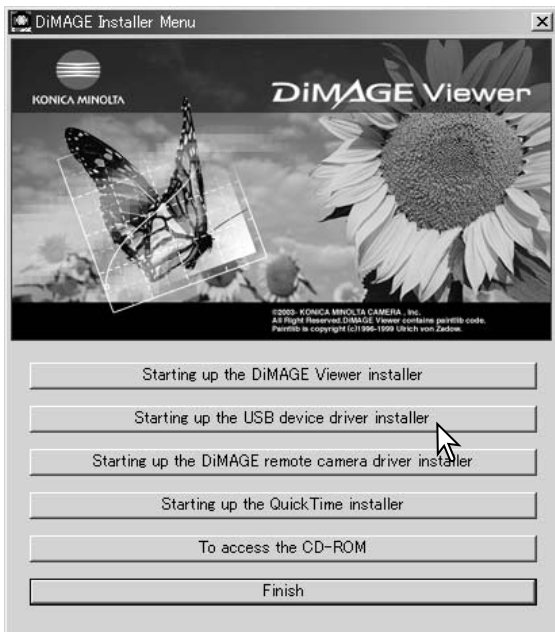 DiMAGE Installer Menu
KONICA MINOLTA
DiMAGE Viewer
©2003- KONICA MINOLTA CAMERA , Inc.
All Right Reserved.DiMAGE Viewer contains paintlib code.
Paintlib is copyright (c)1996-1999 Ulrich von Zadow.
Starting up the DiMAGE Viewer installer
Starting up the USB device driver installer
Starting up the DiMAGE remote camera driver installer
Starting up the QuickTime installer
To access the CD-ROM
Finish